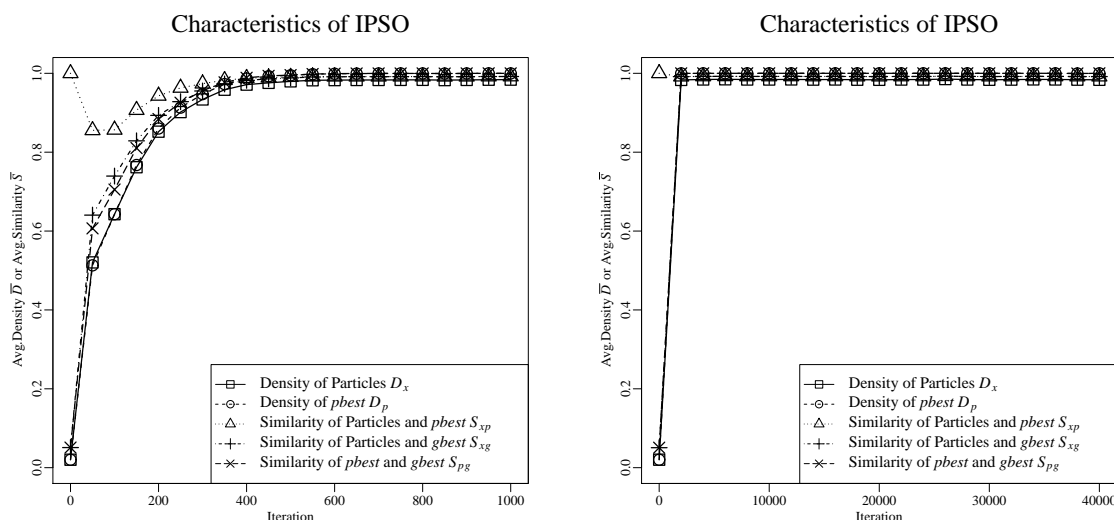 Characteristics of IPSO
Avg.Density D̅ or Avg.Similarity S̅
1.0
0.8
0.6
0.4
0.2
0.0
Density of Particles Dx
Density of pbest Dp
Similarity of Particles and pbest Sxp
Similarity of Particles and gbest Sxg
Similarity of pbest and gbest Spg
0 200 400 600 800 1000
Iteration
Characteristics of IPSO
Avg.Density D̅ or Avg.Similarity S̅
1.0
0.8
0.6
0.4
0.2
0.0
Density of Particles Dx
Density of pbest Dp
Similarity of Particles and pbest Sxp
Similarity of Particles and gbest Sxg
Similarity of pbest and gbest Spg
0 10000 20000 30000 40000
Iteration